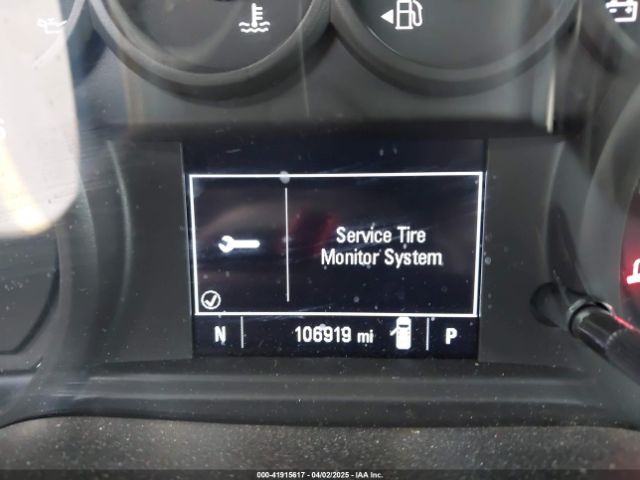 Service Tire
Monitor System
N 106919 mi P
000-41915617 - 04/02/2025 - IAA Inc.